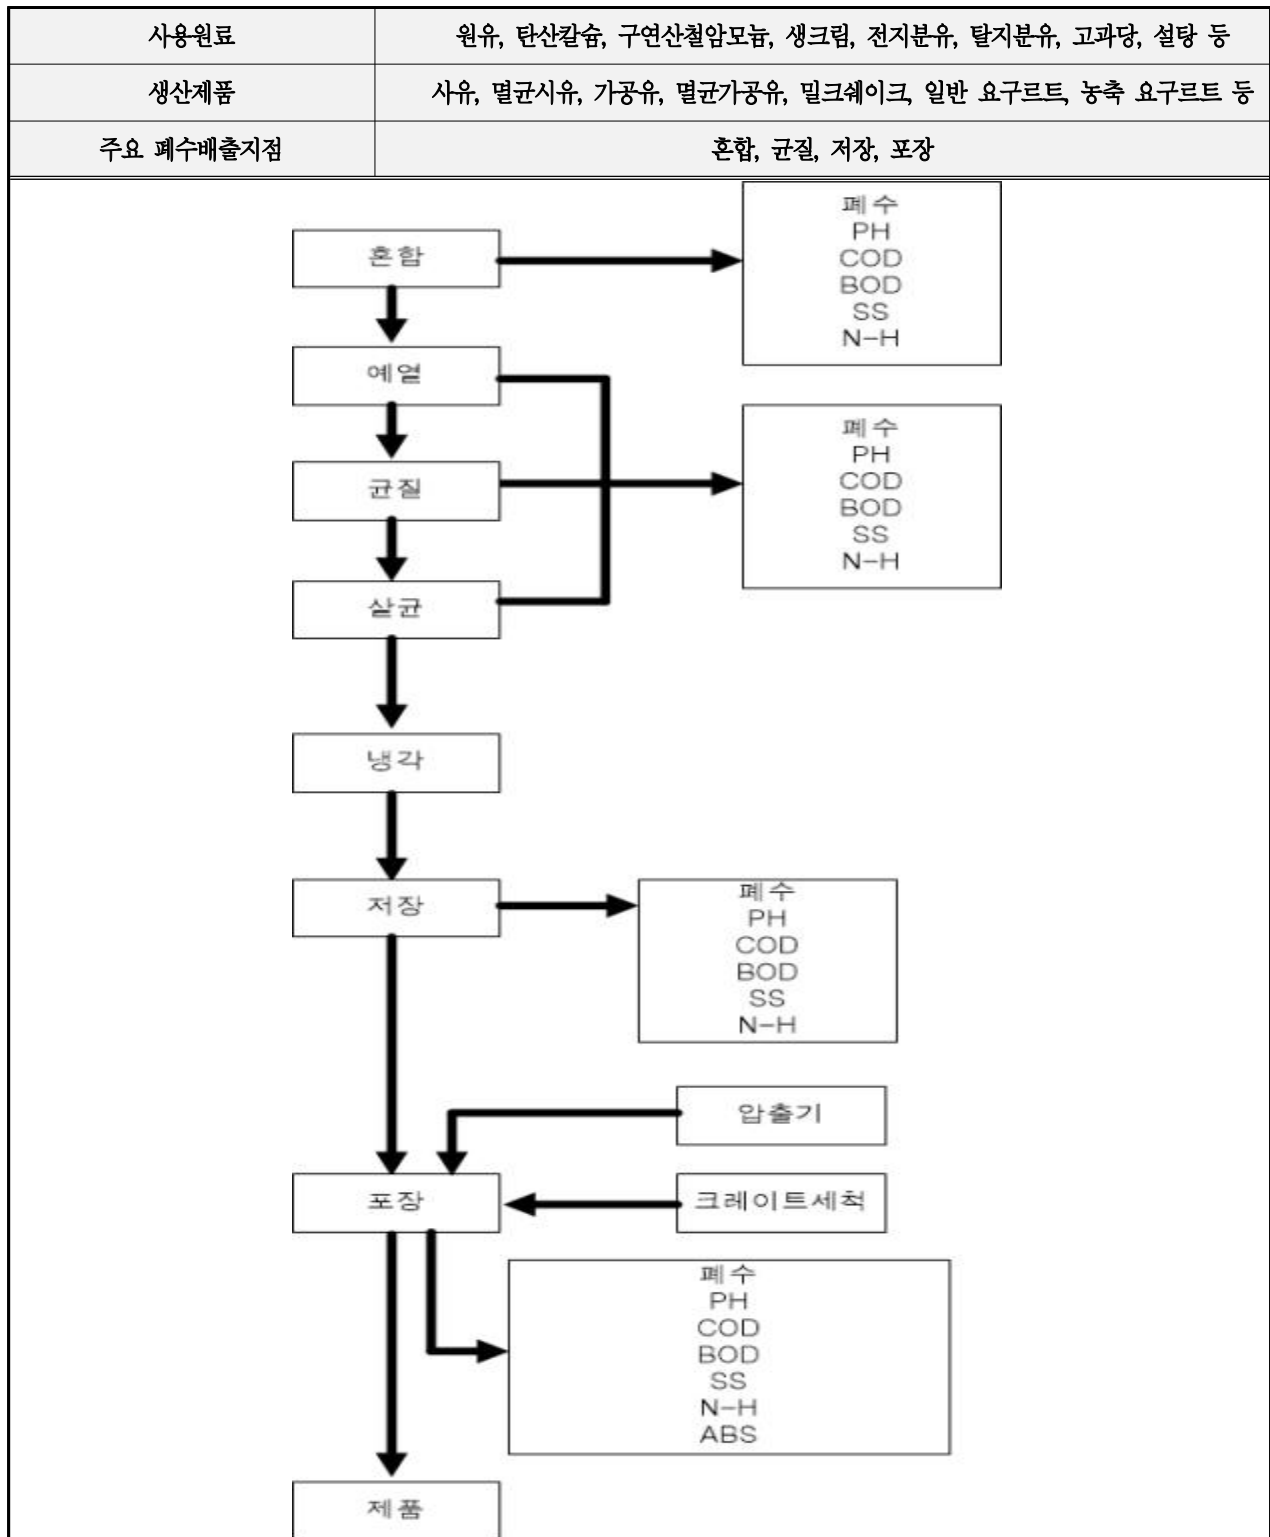 사용원료 원유, 탄산칼슘, 구연산철암모늄, 생크림, 전지분유, 탈지분유, 고과당, 설탕 등
생산제품 사유, 멸균시유, 가공유, 멸균가공유, 밀크쉐이크, 일반 요구르트, 농축 요구르트 등
주요 폐수배출지점 혼합, 균질, 저장, 포장
혼합
폐수
PH
COD
BOD
SS
N-H
예열
균질
살균
폐수
PH
COD
BOD
SS
N-H
냉각
저장
폐수
PH
COD
BOD
SS
N-H
압출기
포장
크레이트세척
폐수
PH
COD
BOD
SS
N-H
ABS
제품